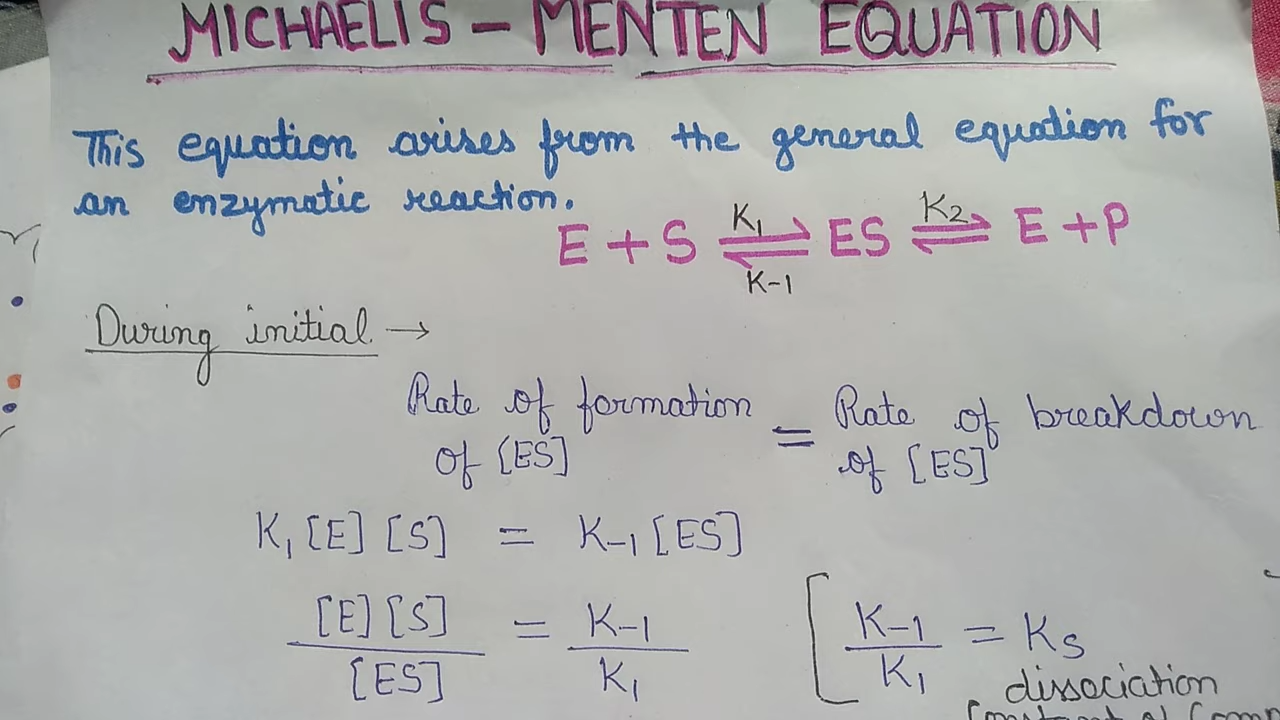 MICHAELIS - MENTEN EQUATION
This equation arises from the general equation for
an enzymatic reaction.
E + S ⇌ ES ⇌ E + P
K1 K2
K-1
During initial →
Rate of formation = Rate of breakdown
of [ES] of [ES]
K1 [E] [S] = K-1 [ES]
[E] [S] / [ES] = K-1 / K1 [ K-1 / K1 = Ks
dissociation
Constant of